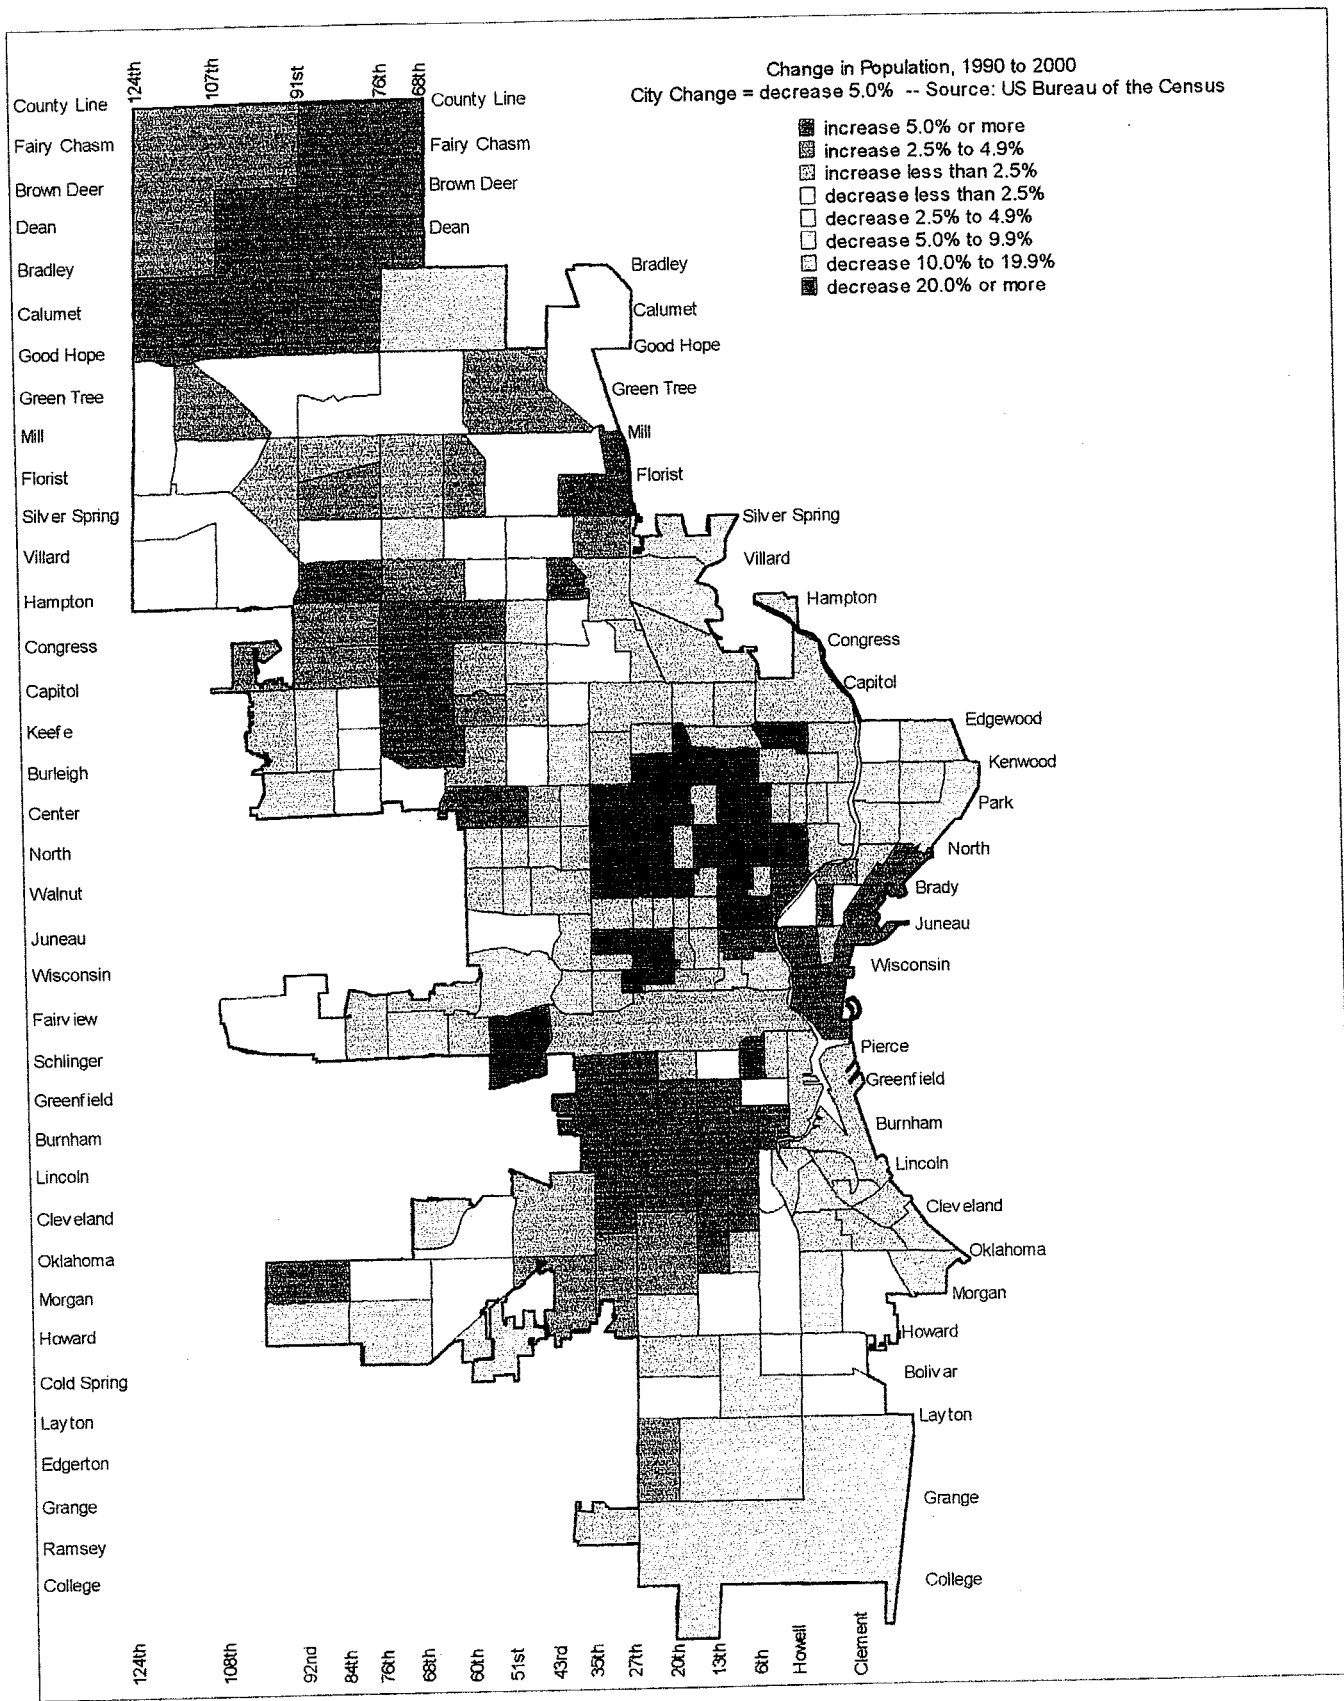 Change in Population, 1990 to 2000
City Change = decrease 5.0% -- Source: US Bureau of the Census
increase 5.0% or more
increase 2.5% to 4.9%
increase less than 2.5%
decrease less than 2.5%
decrease 2.5% to 4.9%
decrease 5.0% to 9.9%
decrease 10.0% to 19.9%
decrease 20.0% or more
124th
107th
91st
76th
68th
County Line
Fairy Chasm
Brown Deer
Dean
Bradley
Calumet
Good Hope
Green Tree
Mill
Florist
Silver Spring
Villard
Hampton
Congress
Capitol
Keefe
Burleigh
Center
North
Walnut
Juneau
Wisconsin
Fairview
Schlinger
Greenfield
Burnham
Lincoln
Cleveland
Oklahoma
Morgan
Howard
Cold Spring
Layton
Edgerton
Grange
Ramsey
College
County Line
Fairy Chasm
Brown Deer
Dean
Bradley
Calumet
Good Hope
Green Tree
Mill
Florist
Silver Spring
Villard
Hampton
Congress
Capitol
Edgewood
Kenwood
Park
North
Brady
Juneau
Wisconsin
Pierce
Greenfield
Burnham
Lincoln
Cleveland
Oklahoma
Morgan
Howard
Bolivar
Layton
Grange
College
124th
108th
92nd
84th
76th
68th
60th
51st
43rd
35th
27th
20th
13th
6th
Howell
Clement